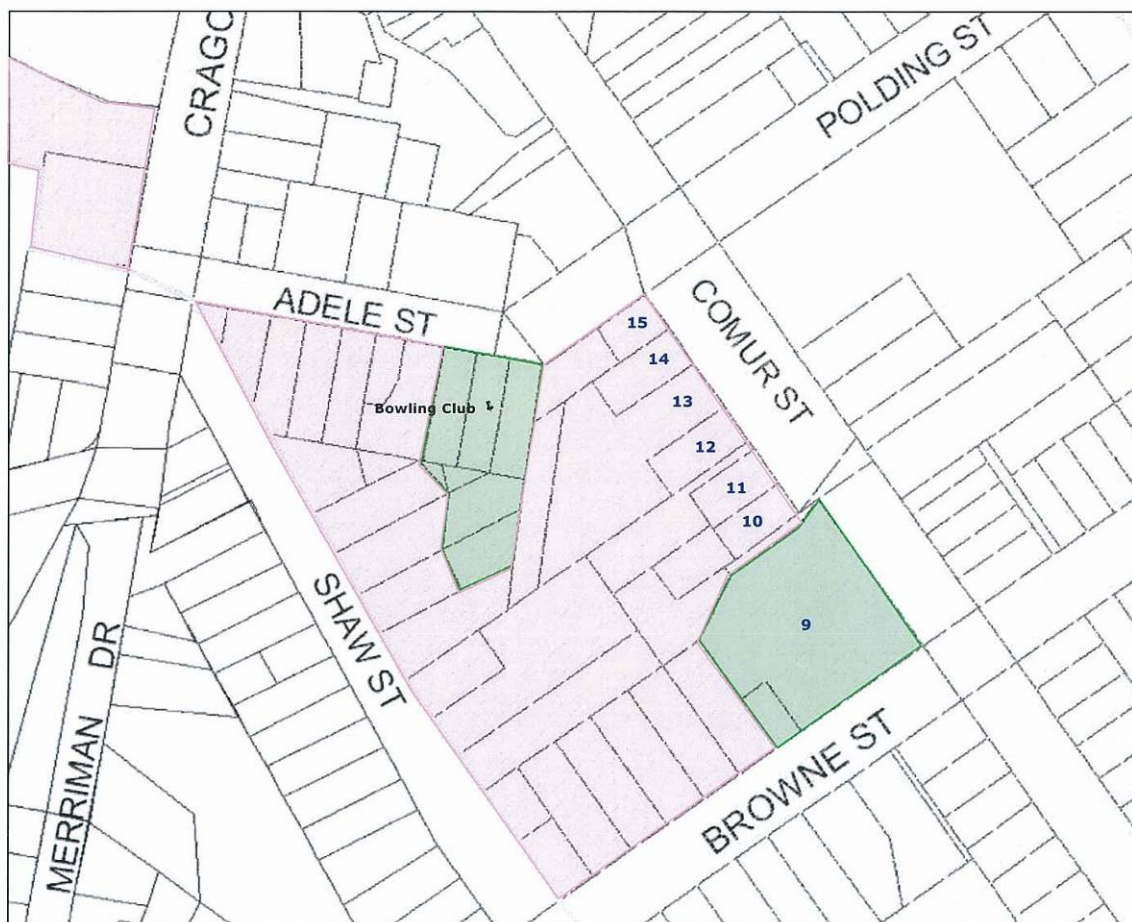 CRAGO
POLDING ST
ADELE ST
COMUR ST
15
14
13
Bowling Club
12
11
10
9
SHAW ST
MERRIMAN DR
BROWNE ST